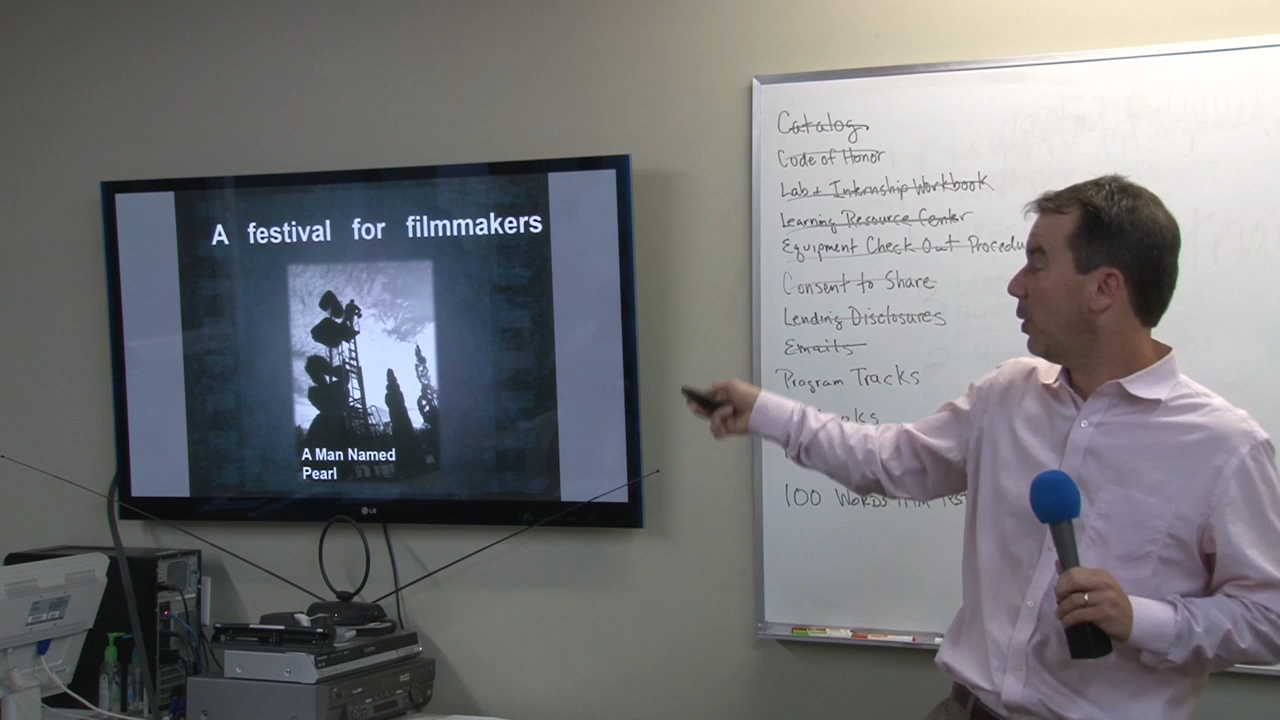 A festival for filmmakers
A Man Named
Pearl
LG
Catalog
Code of Honor
Lab + Internship Workbook
Learning Resource Center
Equipment Check Out Procedu
Consent to Share
Lending Disclosures
Emails
Program Tracks
100 WORDS